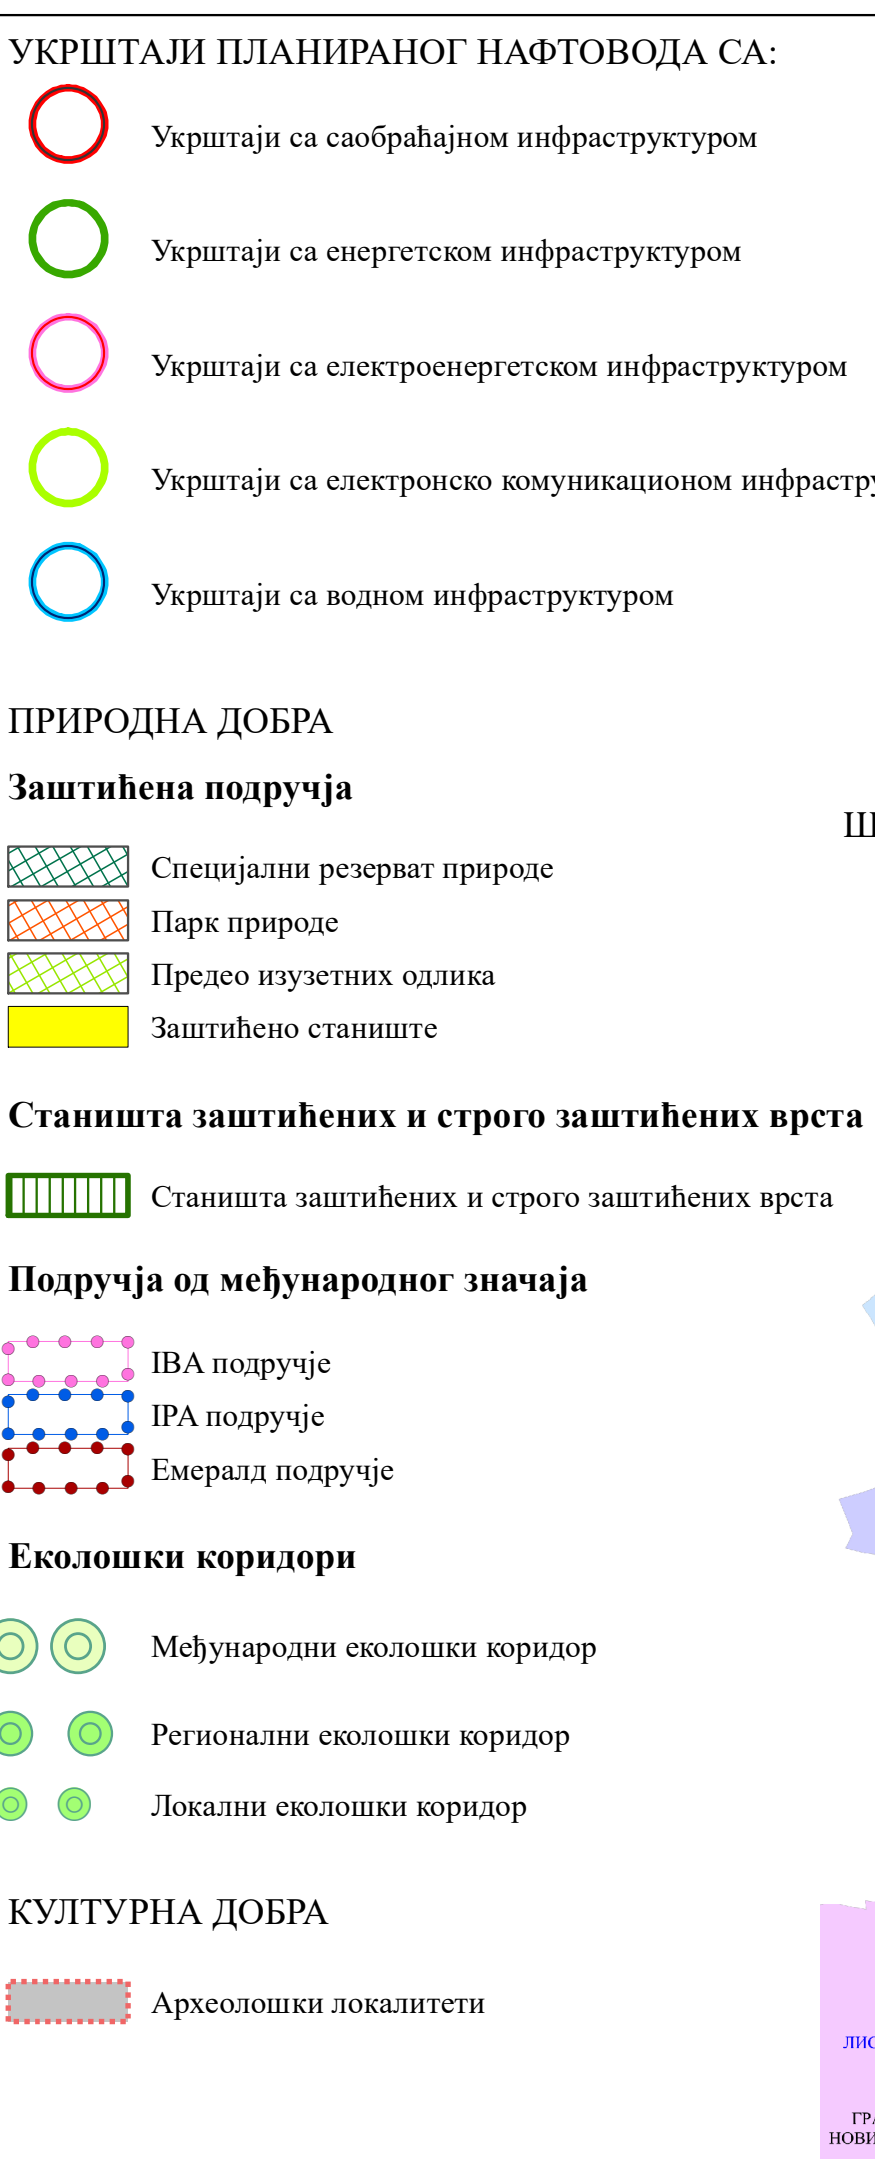 УКРШТАЈИ ПЛАНИРАНОГ НАФТОВОДА СА:
Укрштаји са саобраћајном инфраструктуром
Укрштаји са енергетском инфраструктуром
Укрштаји са електроенергетском инфраструктуром
Укрштаји са електронско комуникационом
Укрштаји са водном инфраструктуром
ПРИРОДНА ДОБРА
Заштићена подручја
Специјални резерват природе
Парк природе
Предео изузетних одлика
Заштићено станиште
Станишта заштићених и строго заштићених врста
Станишта заштићених и строго заштићених врста
Подручја од међународног значаја
IBA подручје
IPA подручје
Емералд подручје
Еколошки коридори
Међународни еколошки коридор
Регионални еколошки коридор
Локални еколошки коридор
КУЛТУРНА ДОБРА
Археолошки локалитети